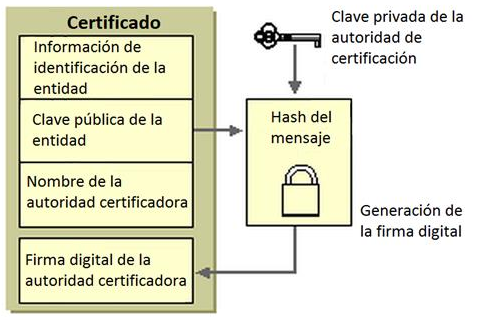 Certificado
Información de
identificación de la
entidad
Clave pública de la
entidad
Nombre de la
autoridad certificadora
Firma digital de la
autoridad certificadora
Clave privada de la
autoridad de
certificación
Hash del
mensaje
Generación de
la firma digital